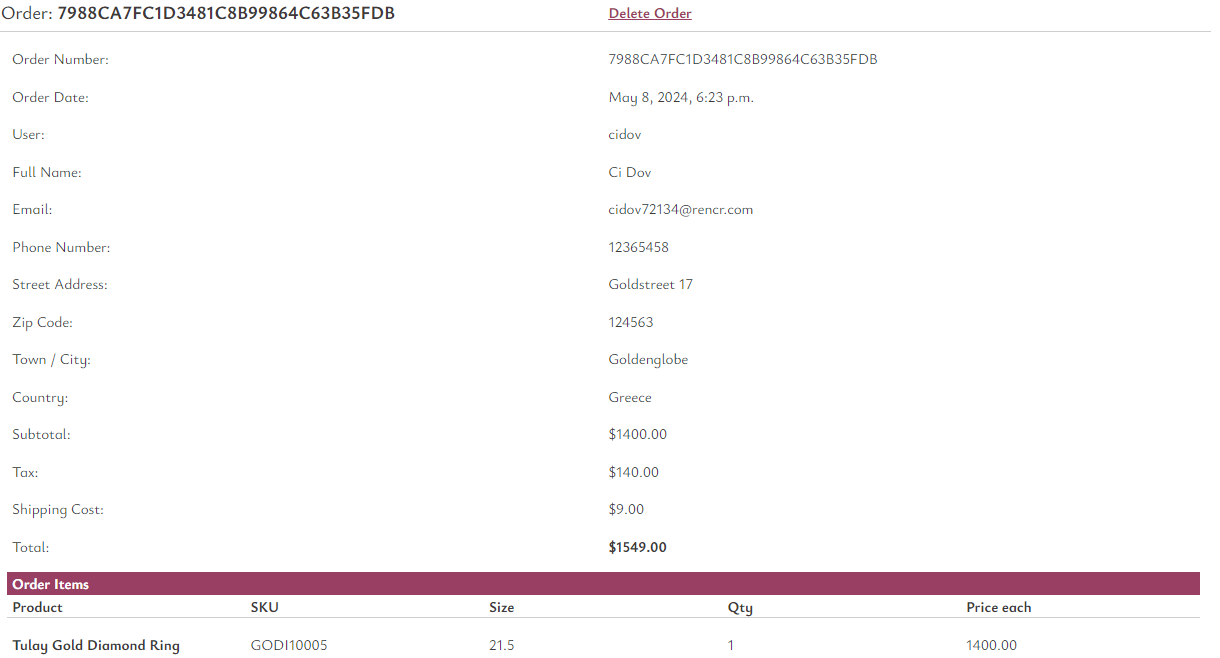 Order: 7988CA7FC1D3481C8B99864C63B35FDB Delete Order
Order Number: 7988CA7FC1D3481C8B99864C63B35FDB
Order Date: May 8, 2024, 6:23 p.m.
User: cidov
Full Name: Ci Dov
Email: cidov72134@rencr.com
Phone Number: 12365458
Street Address: Goldstreet 17
Zip Code: 124563
Town / City: Goldenglobe
Country: Greece
Subtotal: $1400.00
Tax: $140.00
Shipping Cost: $9.00
Total: $1549.00
Order Items
Product SKU Size Qty Price each
Tulay Gold Diamond Ring GODI10005 21.5 1 1400.00